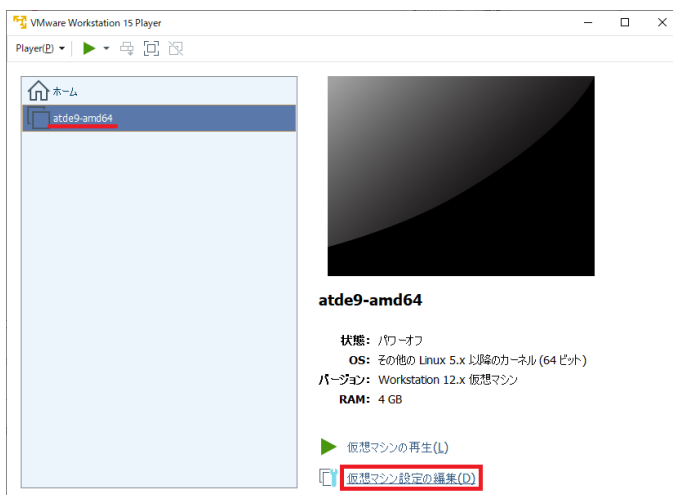 VMware Workstation 15 Player
Player(P)
ホーム
atde9-amd64
atde9-amd64
状態: パワーオフ
OS: その他の Linux 5.x 以降のカーネル (64 ビット)
バージョン: Workstation 12.x 仮想マシン
RAM: 4 GB
仮想マシンの再生(L)
仮想マシン設定の編集(D)